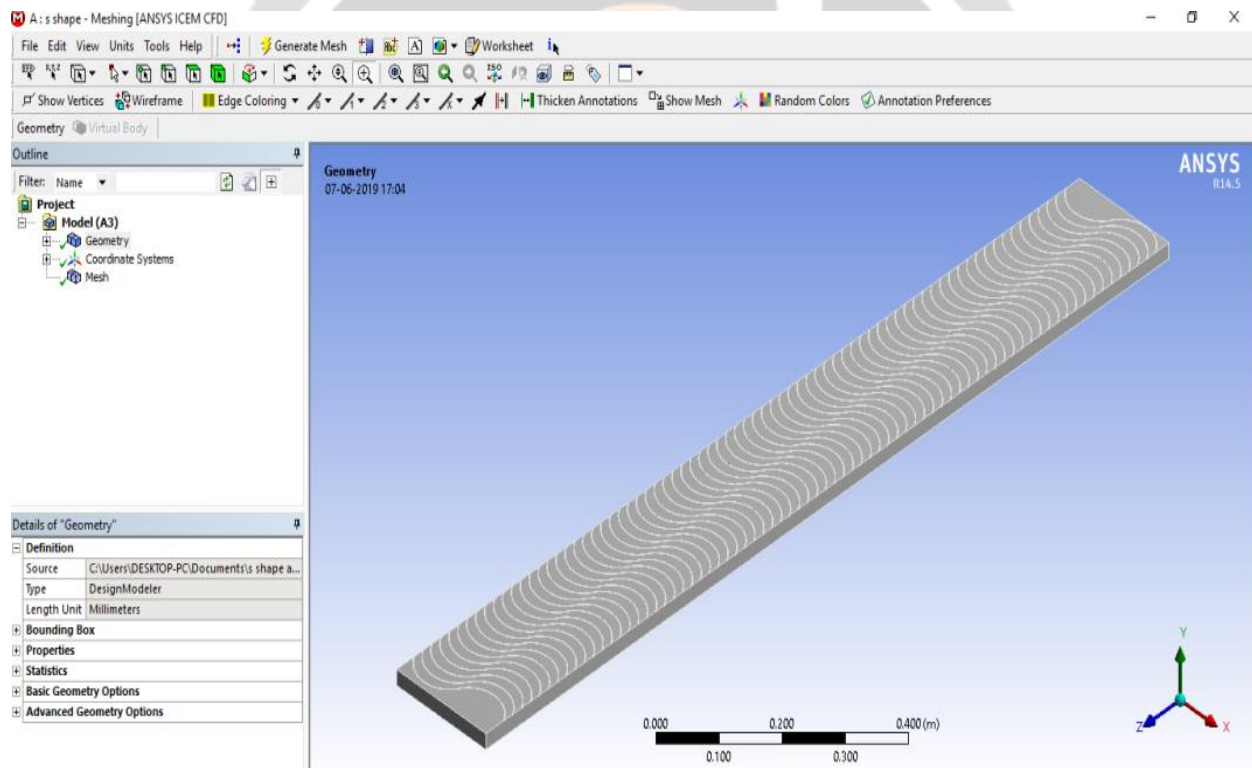 A : s shape - Meshing [ANSYS ICEM CFD]
File Edit View Units Tools Help Generate Mesh A Worksheet
Show Vertices Wireframe Edge Coloring Thicken Annotations Show Mesh Random Colors Annotation Preferences
Geometry Virtual Body
Outline
Filter: Name
Project
Model (A3)
Geometry
Coordinate Systems
Mesh
Details of "Geometry"
Definition
Source C:\Users\DESKTOP-PC\Documents\s shape a...
Type DesignModeler
Length Unit Millimeters
Bounding Box
Properties
Statistics
Basic Geometry Options
Advanced Geometry Options
Geometry
07-06-2019 17:04
ANSYS
R14.5
0.000 0.200 0.400 (m)
0.100 0.300
Y
Z X